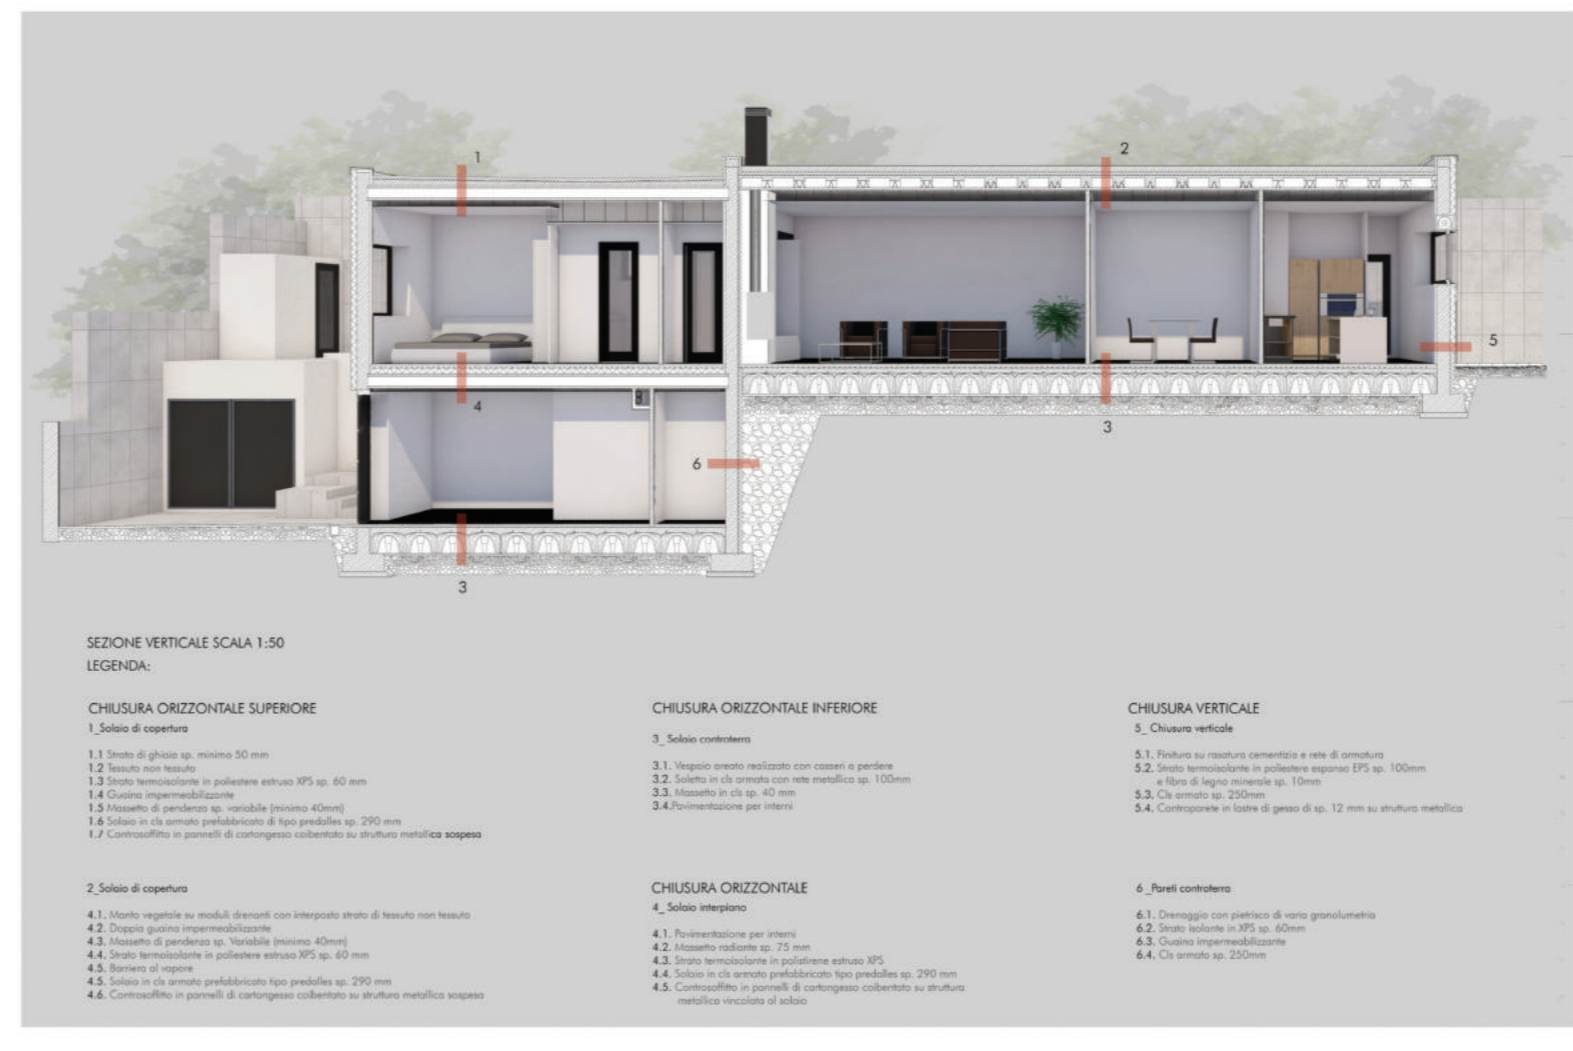 1
2
5
4
3
6
3
SEZIONE VERTICALE SCALA 1:50
LEGENDA:
CHIUSURA ORIZZONTALE SUPERIORE
1_Solaio di copertura
1.1 Strato di ghiaia sp. minimo 50 mm
1.2 Tessuto non tessuto
1.3 Strato termoisolante in poliestere estruso XPS sp. 60 mm
1.4 Guaina impermeabilizzante
1.5 Massetto di pendenza sp. variabile (minimo 40mm)
1.6 Solaio in cls armato prefabbricato di tipo predalles sp. 290 mm
1.7 Controsoffitto in pannelli di cartongesso coibentato su struttura metallica sospesa
2_Solaio di copertura
4.1. Manto vegetale su moduli drenanti con interposto strato di tessuto non tessuto
4.2. Doppia guaina impermeabilizzante
4.3. Massetto di pendenza sp. Variabile (minimo 40mm)
4.4. Strato termoisolante in poliestere estruso XPS sp. 60 mm
4.5. Barriera al vapore
4.5. Solaio in cls armato prefabbricato tipo predalles sp. 290 mm
4.6. Controsoffitto in pannelli di cartongesso coibentato su struttura metallica sospesa
CHIUSURA ORIZZONTALE INFERIORE
3_ Solaio controterra
3.1. Vespaio areato realizzato con casseri a perdere
3.2. Soletta in cls armata con rete metallica sp. 100mm
3.3. Massetto in cls sp. 40 mm
3.4.Pavimentazione per interni
CHIUSURA ORIZZONTALE
4_ Solaio interpiano
4.1. Pavimentazione per interni
4.2. Massetto radiante sp. 75 mm
4.3. Strato termoisolante in polistirene estruso XPS
4.4. Solaio in cls armato prefabbricato tipo predalles sp. 290 mm
4.5. Controsoffitto in pannelli di cartongesso coibentato su struttura
metallica vincolata al solaio
CHIUSURA VERTICALE
5_ Chiusura verticale
5.1. Finitura su rasatura cementizia e rete di armatura
5.2. Strato termoisolante in poliestere espanso EPS sp. 100mm
e fibra di legno minerale sp. 10mm
5.3. Cls armato sp. 250mm
5.4. Controparete in lastre di gesso di sp. 12 mm su struttura metallica
6 _Pareti controterra
6.1. Drenaggio con pietrisco di varia granolumetria
6.2. Strato isolante in XPS sp. 60mm
6.3. Guaina impermeabilizzante
6.4. Cls armato sp. 250mm